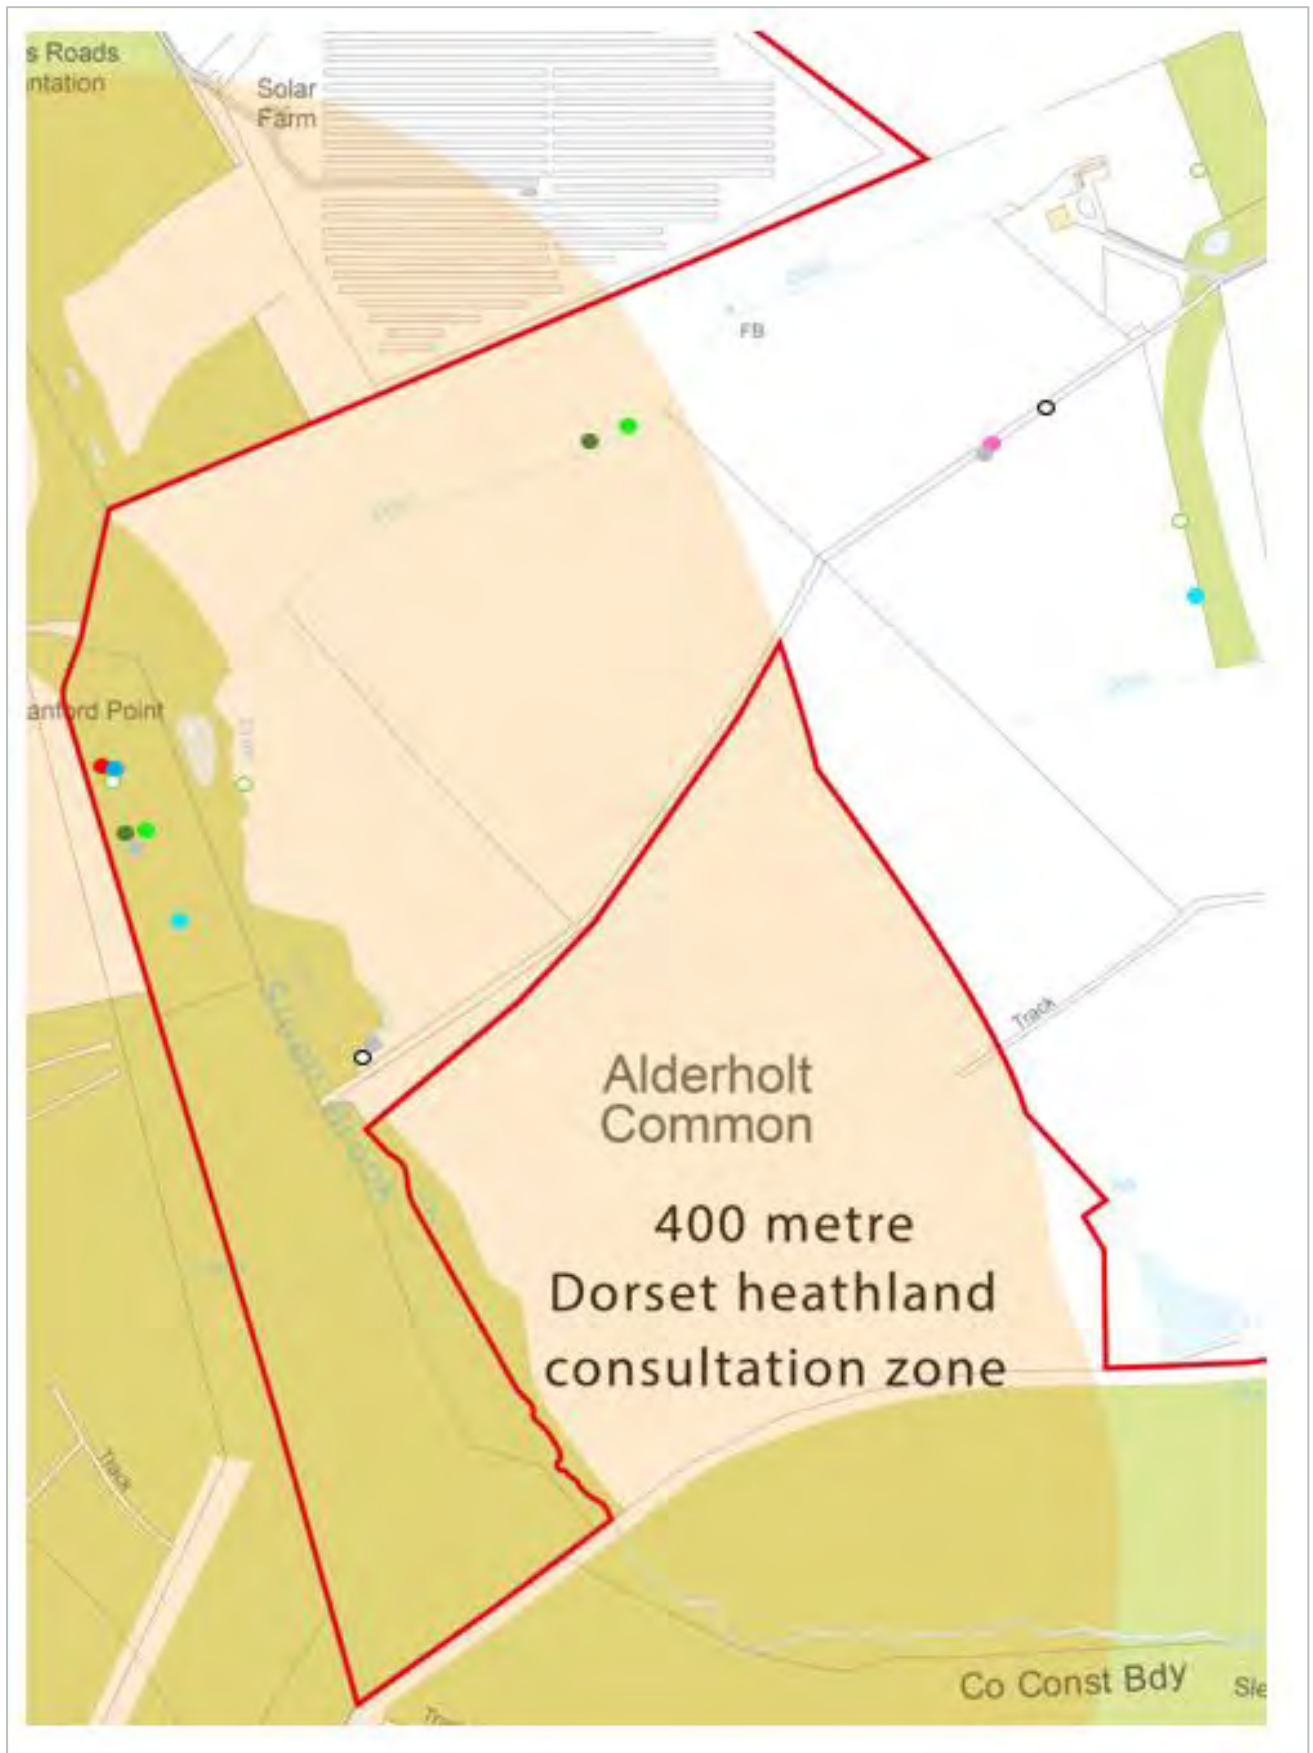 s Roads
ntation
Solar
Farm
FB
anford Point
Track
Alderholt
Common
400 metre
Dorset heathland
consultation zone
Track
Co Const Bdy
Sle